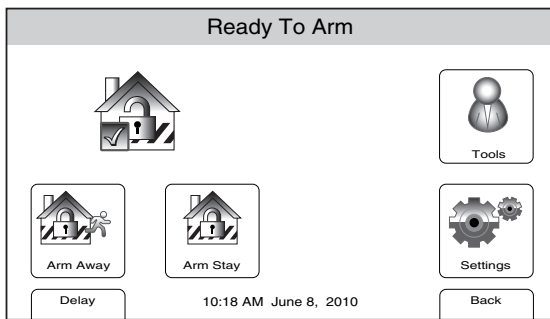 Ready To Arm
Tools
Arm Away
Arm Stay
Settings
Delay
10:18 AM June 8, 2010
Back